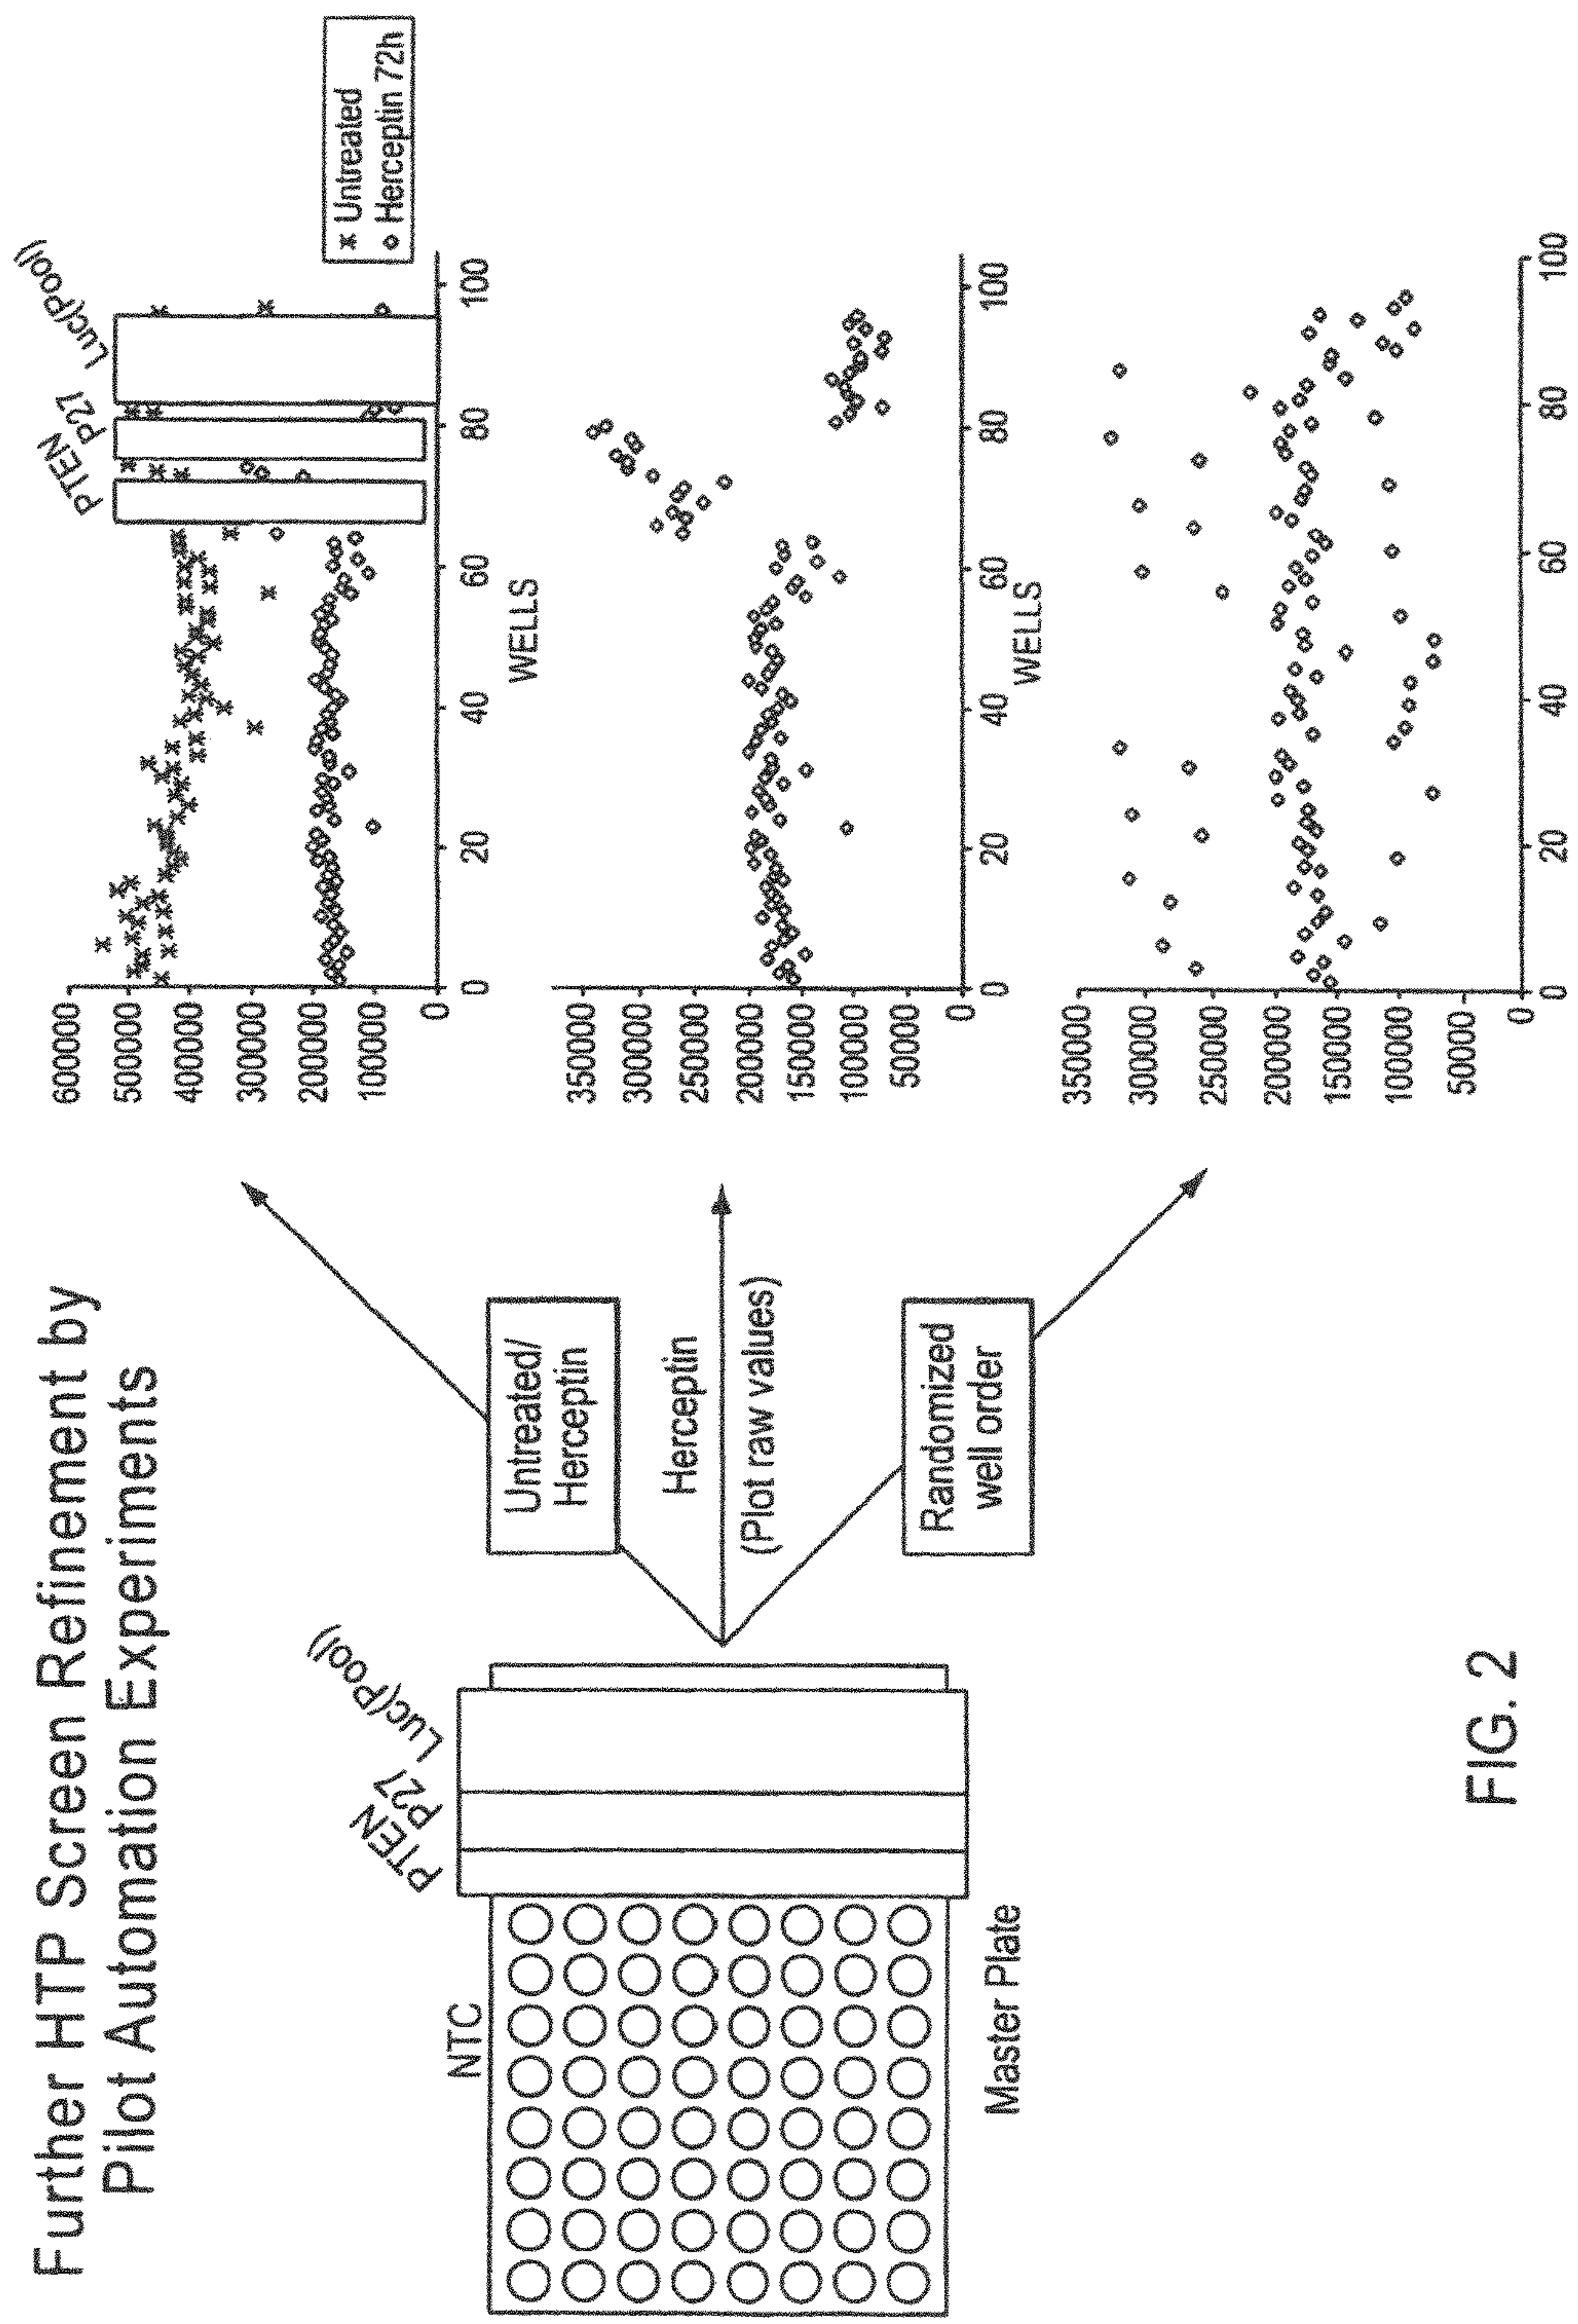 Further HTP Screen Refinement by
Pilot Automation Experiments
NTC
PTEN
P27
Luc(Pool)
Master Plate
Untreated/
Herceptin
Herceptin
(Plot raw values)
Randomized
well order
PTEN
P27
Luc(Pool)
Untreated
Herceptin 72h
600000
500000
400000
300000
200000
100000
0
0
20
40
60
80
100
WELLS
350000
300000
250000
200000
150000
100000
50000
0
0
20
40
60
80
100
WELLS
350000
300000
250000
200000
150000
100000
50000
0
0
20
40
60
80
100
FIG. 2